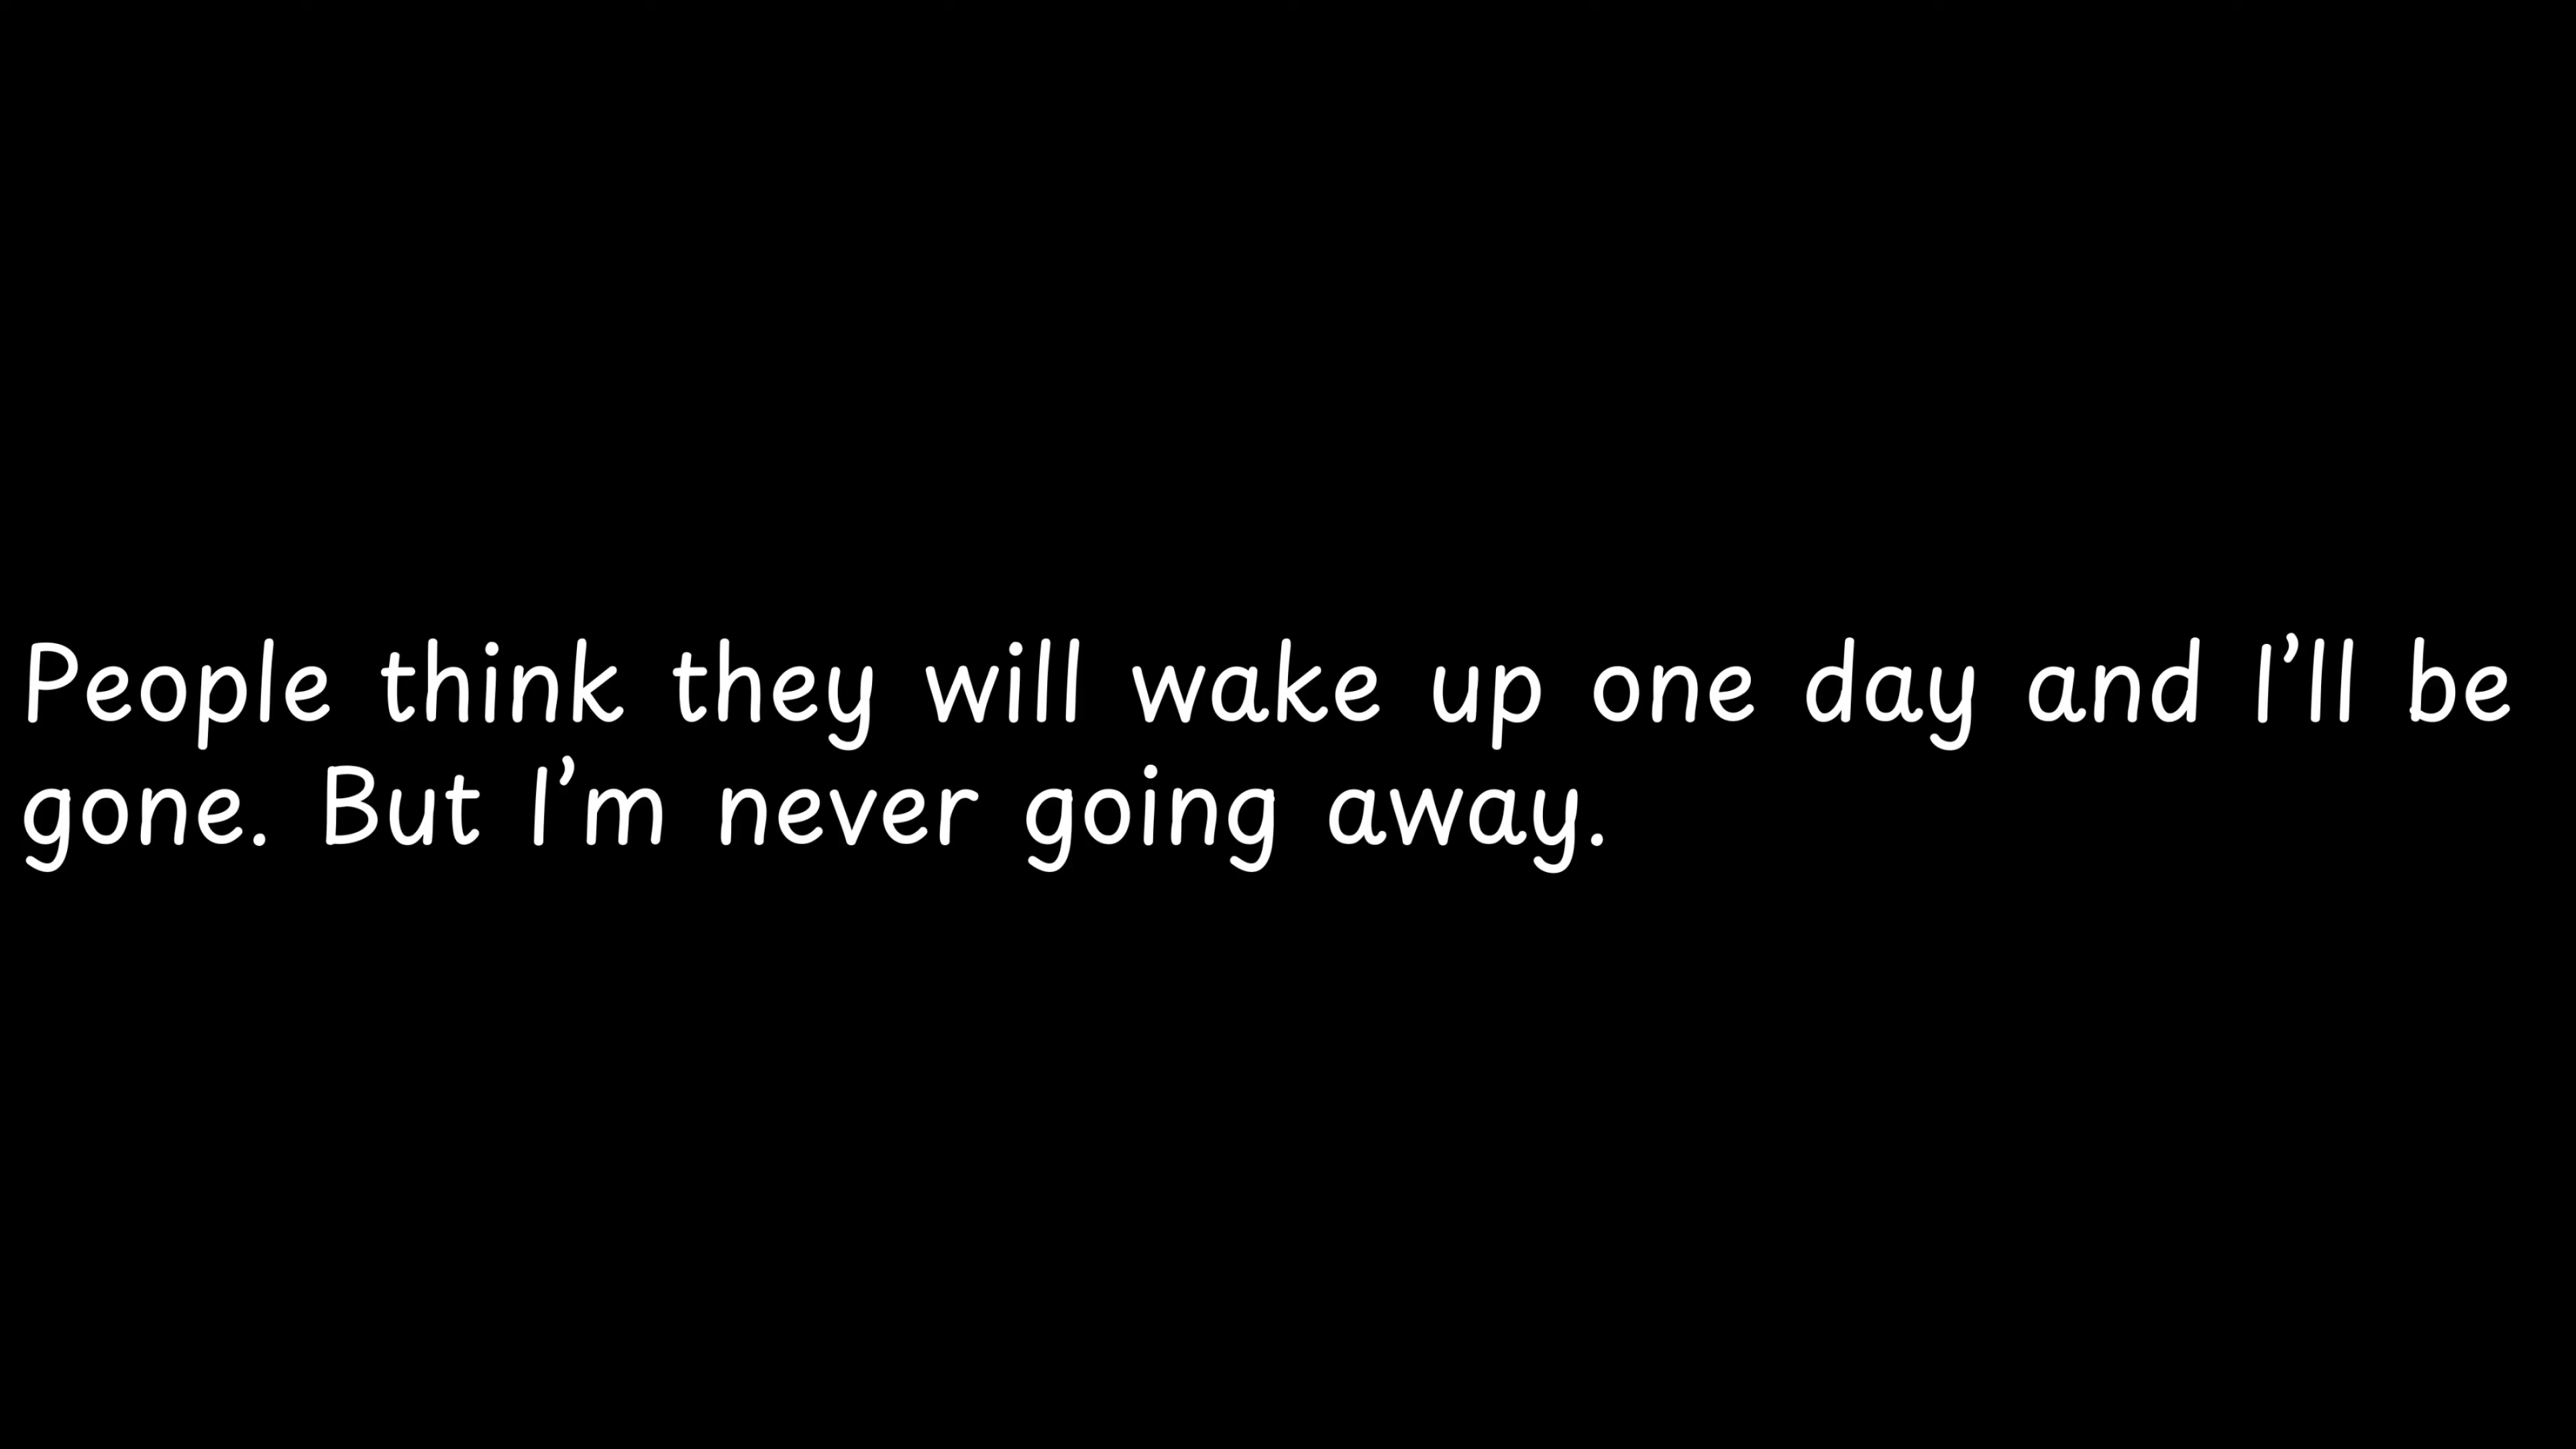 People think they will wake up one day and I’ll be
gone. But I’m never going away.